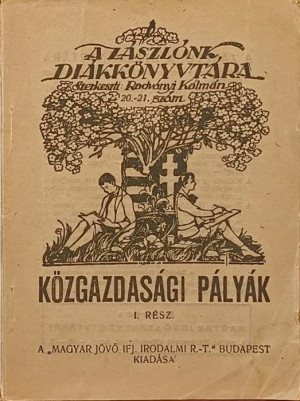 A ZÁSZLÓNK
DIÁKKÖNYVTÁRA
Szerkeszti: Radványi Kálmán
20.-21. szám.
KÖZGAZDASÁGI PÁLYÁK
I. RÉSZ.
A „MAGYAR JÖVŐ IFJ. IRODALMI R.-T." BUDAPEST
KIADÁSA